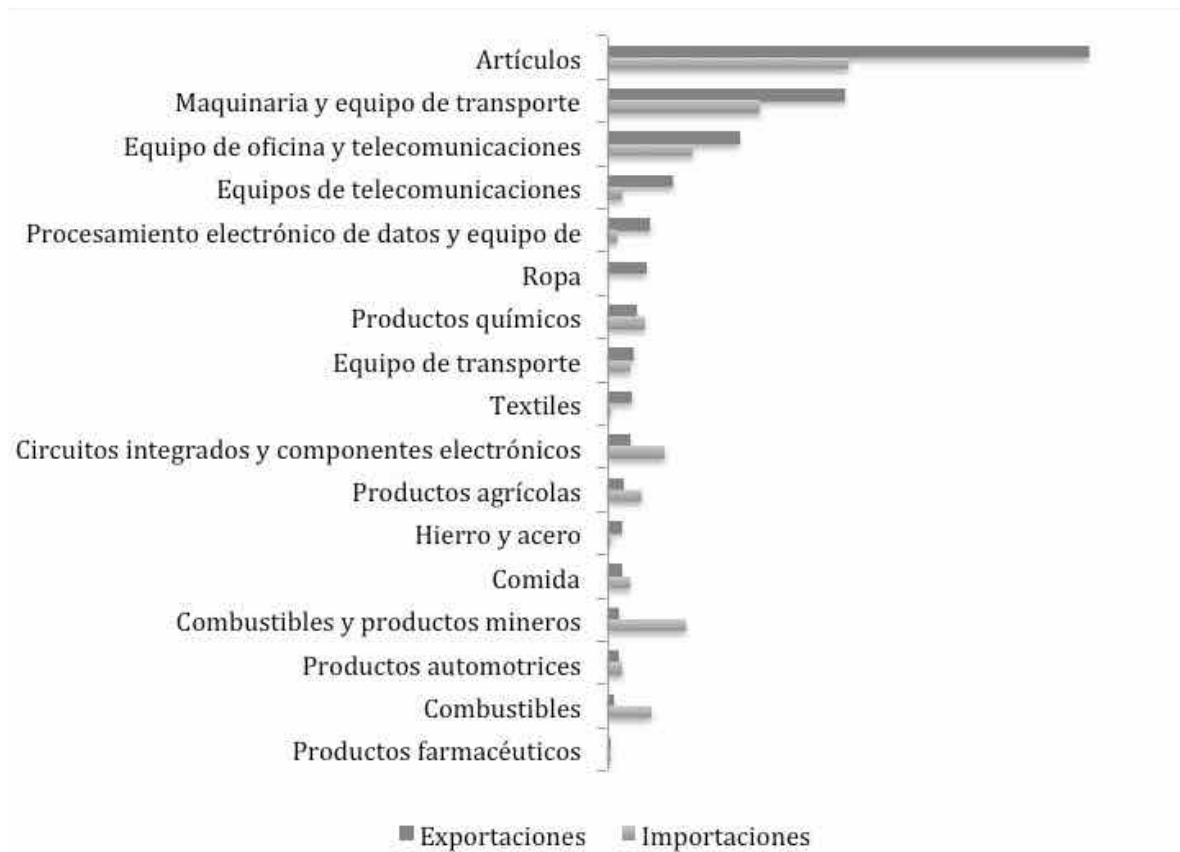 Artículos
Maquinaria y equipo de transporte
Equipo de oficina y telecomunicaciones
Equipos de telecomunicaciones
Procesamiento electrónico de datos y equipo de
Ropa
Productos químicos
Equipo de transporte
Textiles
Circuitos integrados y componentes electrónicos
Productos agrícolas
Hierro y acero
Comida
Combustibles y productos mineros
Productos automotrices
Combustibles
Productos farmacéuticos
Exportaciones Importaciones